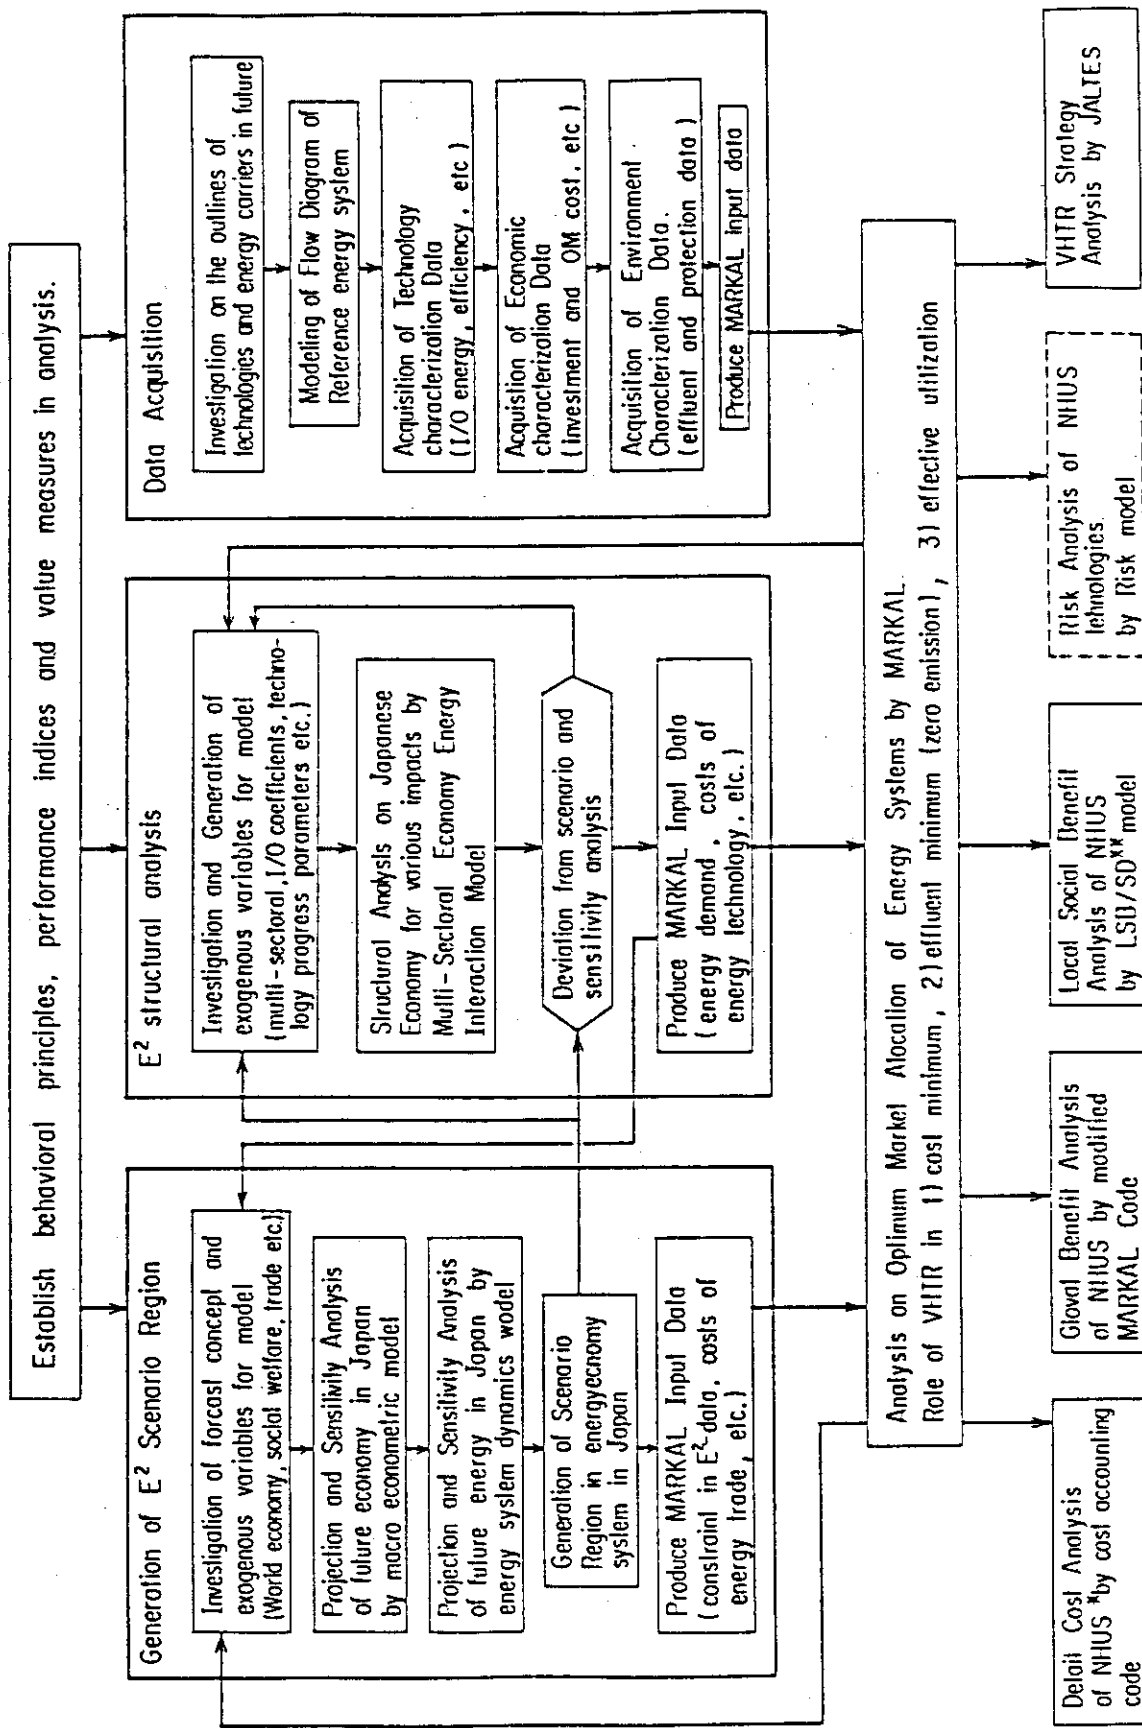 Establish behavioral principles, performance indices and value measures in analysis.
Generation of E² Scenario Region
Investigation of forcast concept and
exogenous variables for model
(World economy, social welfare, trade etc.)
Projection and Sensitivity Analysis
of future economy in Japan
by macro econometric model
Projection and Sensitivity Analysis
of future energy in Japan by
energy system dynamics wodel
Generation of Scenario
Region in energyecnomy
system in Japan
Produce MARKAL Input Data
(constraint in E²-data, costs of
energy trade, etc.)
E² structural analysis
Investigation and Generation of
exogenous variables for model
(multi-sectoral, I/O coefficients, techno-
logy progress parameters etc.)
Structural Analysis on Japanese
Economy for various impacts by
Multi-Sectoral Economy Energy
Interaction Model
Deviation from scenario and
sensitivity analysis
Produce MARKAL Input Data
(energy demand, costs of
energy technology, etc.)
Data Acquisition
Investigation on the outlines of
technologies and energy carriers in future
Modeling of Flow Diagram of
Reference energy system
Acquisition of Technology
characterization Data
(I/O energy, efficiency, etc)
Acquisition of Economic
characterization Data
(investment and OM cost, etc)
Acquisition of Environment
Characlerization Data.
(effluent and protection data)
Produce MARKAL input data
Analysis on Optimum Market Alocation of Energy Systems by MARKAL.
Role of VHTR in 1) cost minimum, 2) effluent minimum (zero emission), 3) effective utilization
Detail Cost Analysis
of NHUS * by cost accounting
code
Gloval Benefit Analysis
of NHUS by modified
MARKAL Code
Local Social Benefit
Analysis of NHUS
by LSD/SD** model
Risk Analysis of NHUS
tehnologies.
by Risk model
VHTR Strategy
Analysis by JALTES